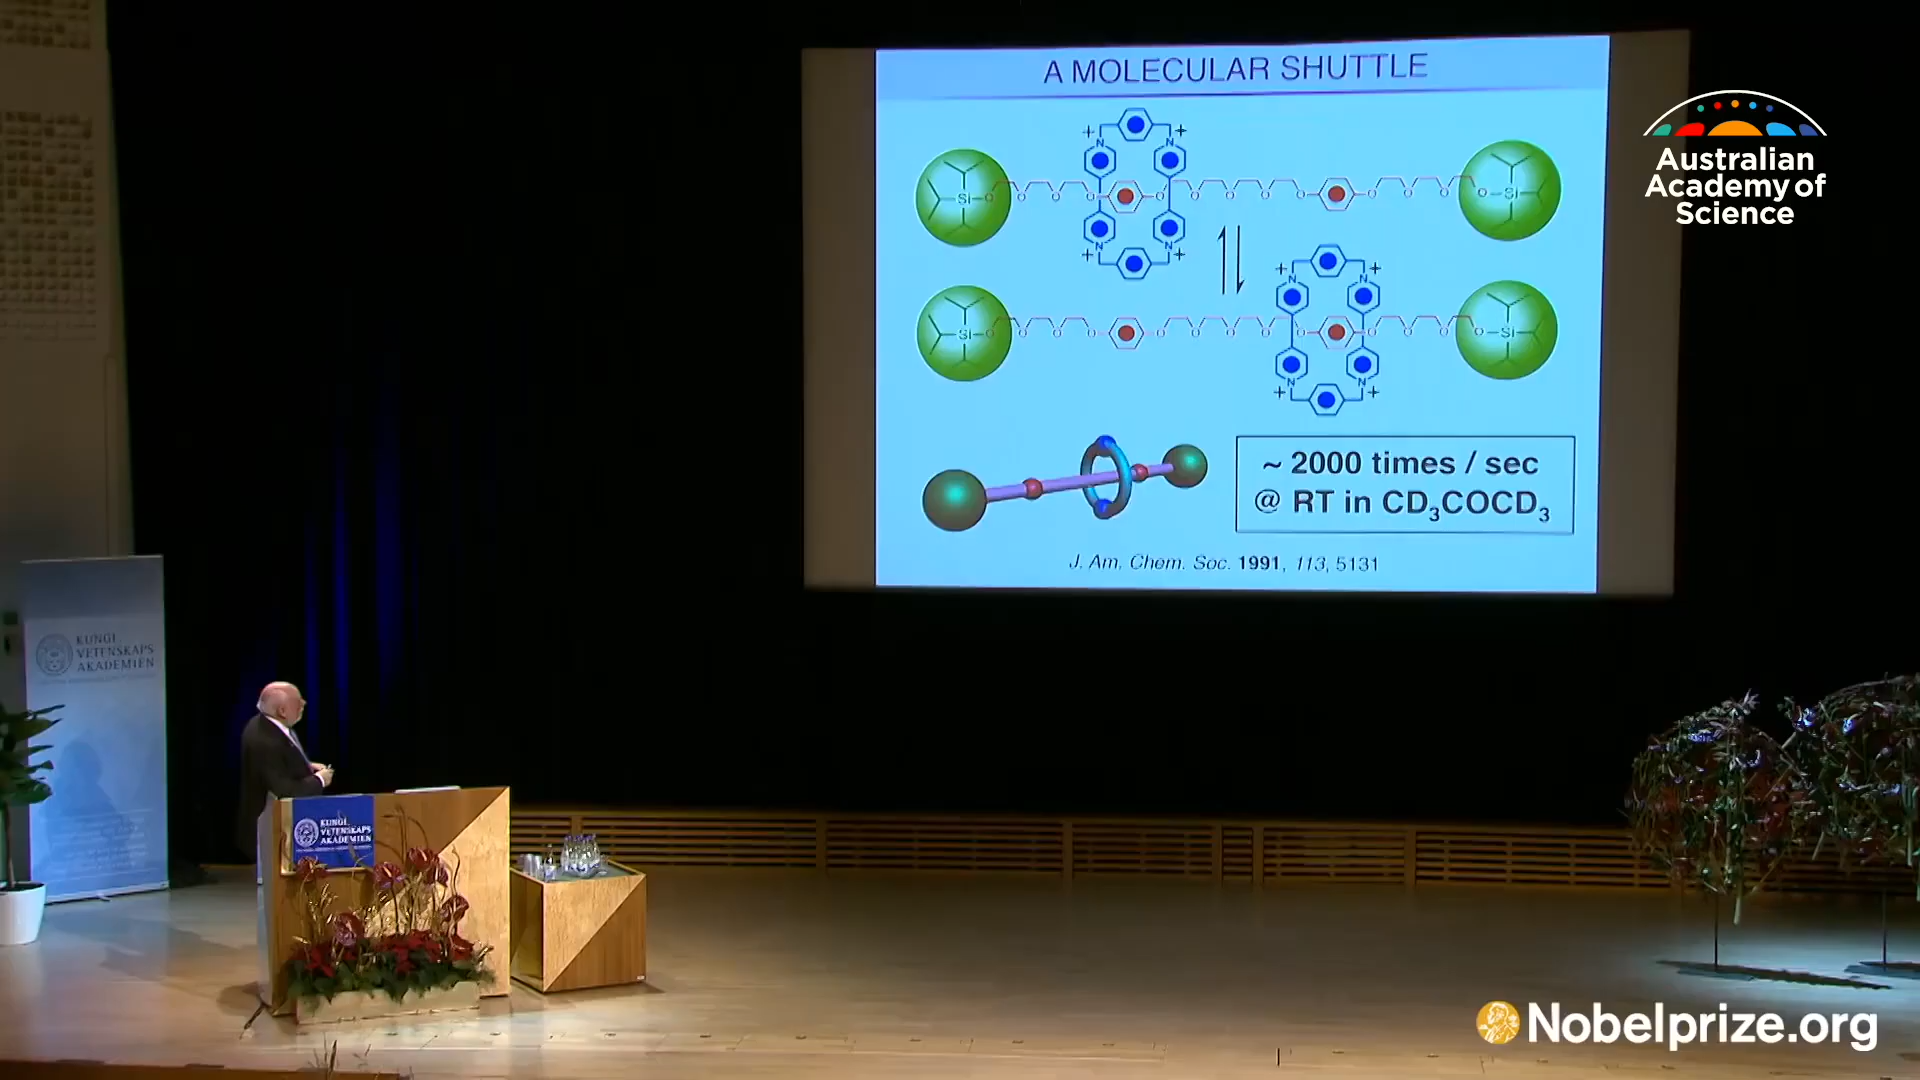 A MOLECULAR SHUTTLE
~ 2000 times / sec
@ RT in CD₃COCD₃
J. Am. Chem. Soc. 1991, 113, 5131
Australian
Academy of
Science
KUNGL.
VETENSKAPS
AKADEMIEN
KUNGL.
VETENSKAPS
AKADEMIEN
Nobelprize.org